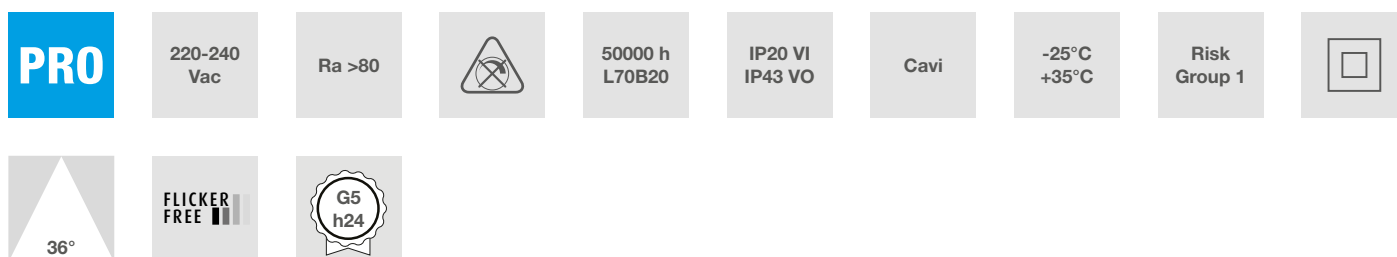 PRO
220-240
Vac
Ra >80
50000 h
L70B20
IP20 VI
IP43 VO
Cavi
-25°C
+35°C
Risk
Group 1
36°
FLICKER
FREE
G5
h24